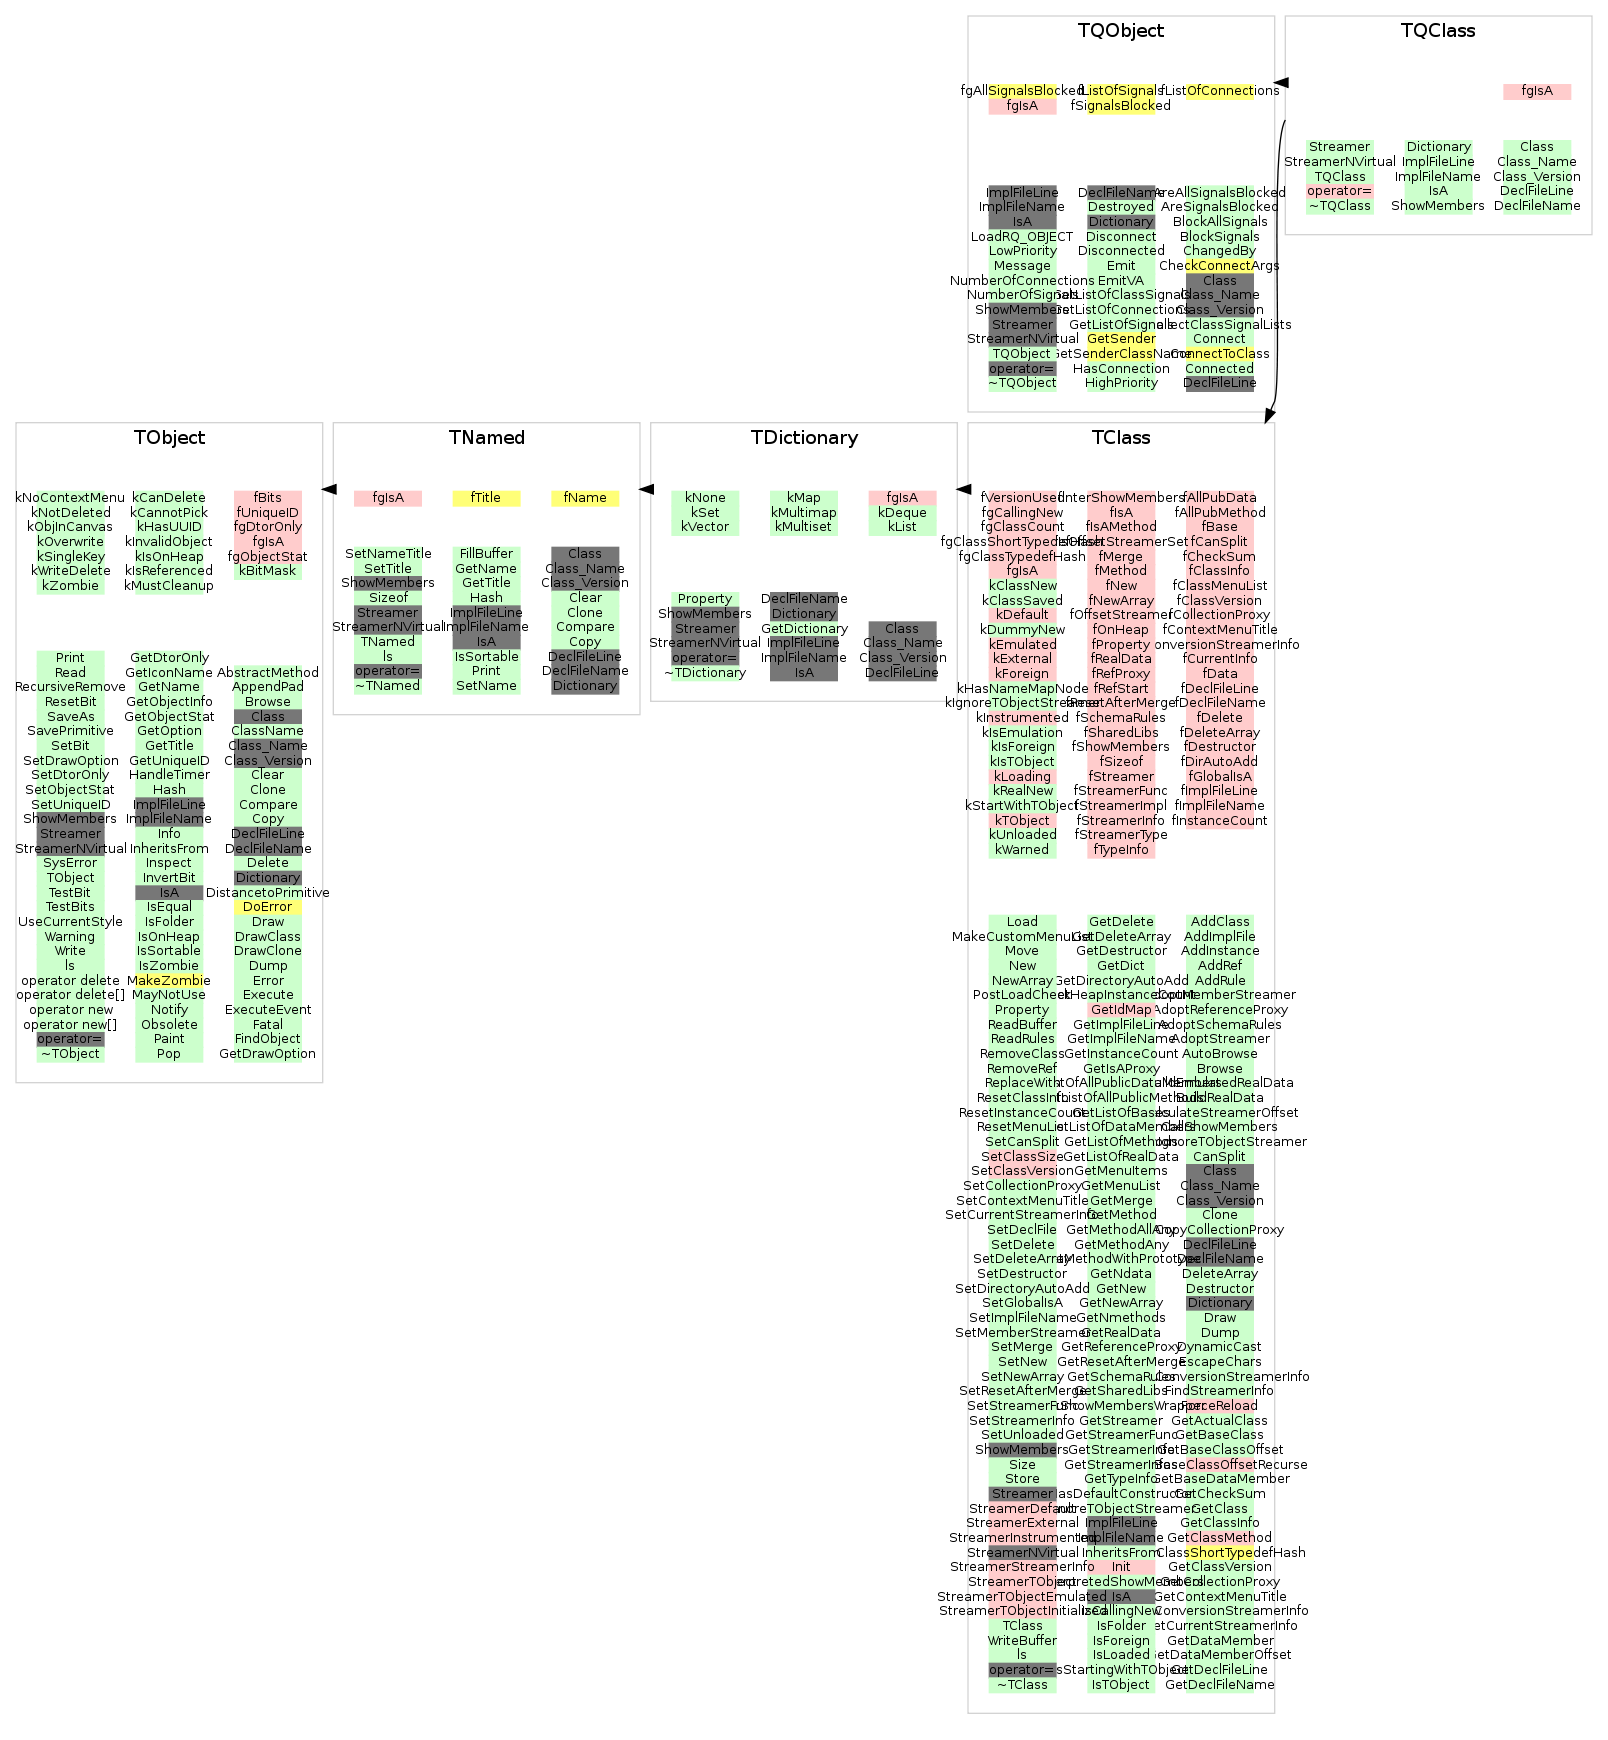 TQObject
fgAllSignalsBlocked
fgIsA
fListOfSignals
fSignalsBlocked
fListOfConnections
ImplFileLine
ImplFileName
IsA
LoadRQ_OBJECT
LowPriority
Message
NumberOfConnections
NumberOfSignals
ShowMembers
Streamer
StreamerNVirtual
TQObject
operator=
~TQObject
DeclFileName
Destroyed
Dictionary
Disconnect
Disconnected
Emit
EmitVA
GetListOfClassSignals
GetListOfConnections
GetListOfSignals
GetSender
GetSenderClassName
HasConnection
HighPriority
AreAllSignalsBlocked
AreSignalsBlocked
BlockAllSignals
BlockSignals
ChangedBy
CheckConnectArgs
Class
Class_Name
Class_Version
lectClassSignalLists
Connect
ConnectToClass
Connected
DeclFileLine
TQClass
fgIsA
Streamer
StreamerNVirtual
TQClass
operator=
~TQClass
Dictionary
ImplFileLine
ImplFileName
IsA
ShowMembers
Class
Class_Name
Class_Version
DeclFileLine
DeclFileName
TObject
kNoContextMenu
kNotDeleted
kObjInCanvas
kOverwrite
kSingleKey
kWriteDelete
kZombie
kCanDelete
kCannotPick
kHasUUID
kInvalidObject
kIsOnHeap
kIsReferenced
kMustCleanup
fBits
fUniqueID
fgDtorOnly
fgIsA
fgObjectStat
kBitMask
Print
Read
RecursiveRemove
ResetBit
SaveAs
SavePrimitive
SetBit
SetDrawOption
SetDtorOnly
SetObjectStat
SetUniqueID
ShowMembers
Streamer
StreamerNVirtual
SysError
TObject
TestBit
TestBits
UseCurrentStyle
Warning
Write
ls
operator delete
operator delete[]
operator new
operator new[]
operator=
~TObject
GetDtorOnly
GetIconName
GetName
GetObjectInfo
GetObjectStat
GetOption
GetTitle
GetUniqueID
HandleTimer
Hash
ImplFileLine
ImplFileName
Info
InheritsFrom
Inspect
InvertBit
IsA
IsEqual
IsFolder
IsOnHeap
IsSortable
IsZombie
MakeZombie
MayNotUse
Notify
Obsolete
Paint
Pop
AbstractMethod
AppendPad
Browse
Class
ClassName
Class_Name
Class_Version
Clear
Clone
Compare
Copy
DeclFileLine
DeclFileName
Delete
Dictionary
DistancetoPrimitive
DoError
Draw
DrawClass
DrawClone
Dump
Error
Execute
ExecuteEvent
Fatal
FindObject
GetDrawOption
TNamed
fgIsA
fTitle
fName
SetNameTitle
SetTitle
ShowMembers
Sizeof
Streamer
StreamerNVirtual
TNamed
ls
operator=
~TNamed
FillBuffer
GetName
GetTitle
Hash
ImplFileLine
ImplFileName
IsA
IsSortable
Print
SetName
Class
Class_Name
Class_Version
Clear
Clone
Compare
Copy
DeclFileLine
DeclFileName
Dictionary
TDictionary
kNone
kSet
kVector
kMap
kMultimap
kMultiset
fgIsA
kDeque
kList
Property
ShowMembers
Streamer
StreamerNVirtual
operator=
~TDictionary
DeclFileName
Dictionary
GetDictionary
ImplFileLine
ImplFileName
IsA
Class
Class_Name
Class_Version
DeclFileLine
TClass
fVersionUsed
fgCallingNew
fgClassCount
fgClassShortTypedefHash
fgClassTypedefHash
fgIsA
kClassNew
kClassSaved
kDefault
kDummyNew
kEmulated
kExternal
kForeign
kHasNameMapNode
kIgnoreTObjectStreamer
kInstrumented
kIsEmulation
kIsForeign
kIsTObject
kLoading
kRealNew
kStartWithTObject
kTObject
kUnloaded
kWarned
fInterShowMembers
fIsA
fIsAMethod
fIsOffsetStreamerSet
fMerge
fMethod
fNew
fNewArray
fOffsetStreamer
fOnHeap
fProperty
fRealData
fRefProxy
fRefStart
fResetAfterMerge
fSchemaRules
fSharedLibs
fShowMembers
fSizeof
fStreamer
fStreamerFunc
fStreamerImpl
fStreamerInfo
fStreamerType
fTypeInfo
fAllPubData
fAllPubMethod
fBase
fCanSplit
fCheckSum
fClassInfo
fClassMenuList
fClassVersion
fCollectionProxy
fContextMenuTitle
onversionStreamerInfo
fCurrentInfo
fData
fDeclFileLine
fDeclFileName
fDelete
fDeleteArray
fDestructor
fDirAutoAdd
fGlobalIsA
fImplFileLine
fImplFileName
fInstanceCount
Load
MakeCustomMenuList
Move
New
NewArray
PostLoadCheck
Property
ReadBuffer
ReadRules
RemoveClass
RemoveRef
ReplaceWith
ResetClassInfo
ResetInstanceCount
ResetMenuList
SetCanSplit
SetClassSize
SetClassVersion
SetCollectionProxy
SetContextMenuTitle
SetCurrentStreamerInfo
SetDeclFile
SetDelete
SetDeleteArray
SetDestructor
SetDirectoryAutoAdd
SetGlobalIsA
SetImplFileName
SetMemberStreamer
SetMerge
SetNew
SetNewArray
SetResetAfterMerge
SetStreamerFunc
SetStreamerInfo
SetUnloaded
ShowMembers
Size
Store
Streamer
StreamerDefault
StreamerExternal
StreamerInstrumented
StreamerNVirtual
StreamerStreamerInfo
StreamerTObject
StreamerTObjectEmulated
StreamerTObjectInitialized
TClass
WriteBuffer
ls
operator=
~TClass
GetDelete
GetDeleteArray
GetDestructor
GetDict
GetDirectoryAutoAdd
HeapInstanceCount
GetIdMap
GetImplFileLine
GetImplFileName
GetInstanceCount
GetIsAProxy
tOfAllPublicDataMembers
ListOfAllPublicMethods
GetListOfBases
etListOfDataMembers
GetListOfMethods
GetListOfRealData
GetMenuItems
GetMenuList
GetMerge
GetMethod
GetMethodAllAny
GetMethodAny
MethodWithPrototype
GetNdata
GetNew
GetNewArray
GetNmethods
GetRealData
GetReferenceProxy
GetResetAfterMerge
GetSchemaRules
GetSharedLibs
ShowMembersWrapper
GetStreamer
GetStreamerFunc
GetStreamerInfo
GetStreamerInfos
GetTypeInfo
asDefaultConstructor
oreTObjectStreamer
ImplFileLine
ImplFileName
InheritsFrom
Init
erpretedShowMembers
IsA
IsCallingNew
IsFolder
IsForeign
IsLoaded
sStartingWithTObject
IsTObject
AddClass
AddImplFile
AddInstance
AddRef
AddRule
doptMemberStreamer
AdoptReferenceProxy
AdoptSchemaRules
AdoptStreamer
AutoBrowse
Browse
lEmulatedRealData
BuildRealData
culateStreamerOffset
CallShowMembers
IgnoreTObjectStreamer
CanSplit
Class
Class_Name
Class_Version
Clone
CopyCollectionProxy
DeclFileLine
DeclFileName
DeleteArray
Destructor
Dictionary
Draw
Dump
DynamicCast
EscapeChars
ConversionStreamerInfo
FindStreamerInfo
ForceReload
GetActualClass
GetBaseClass
GetBaseClassOffset
BaseClassOffsetRecurse
GetBaseDataMember
GetCheckSum
GetClass
GetClassInfo
GetClassMethod
ClassShortTypedefHash
GetClassVersion
GetCollectionProxy
GetContextMenuTitle
ConversionStreamerInfo
etCurrentStreamerInfo
GetDataMember
GetDataMemberOffset
GetDeclFileLine
GetDeclFileName